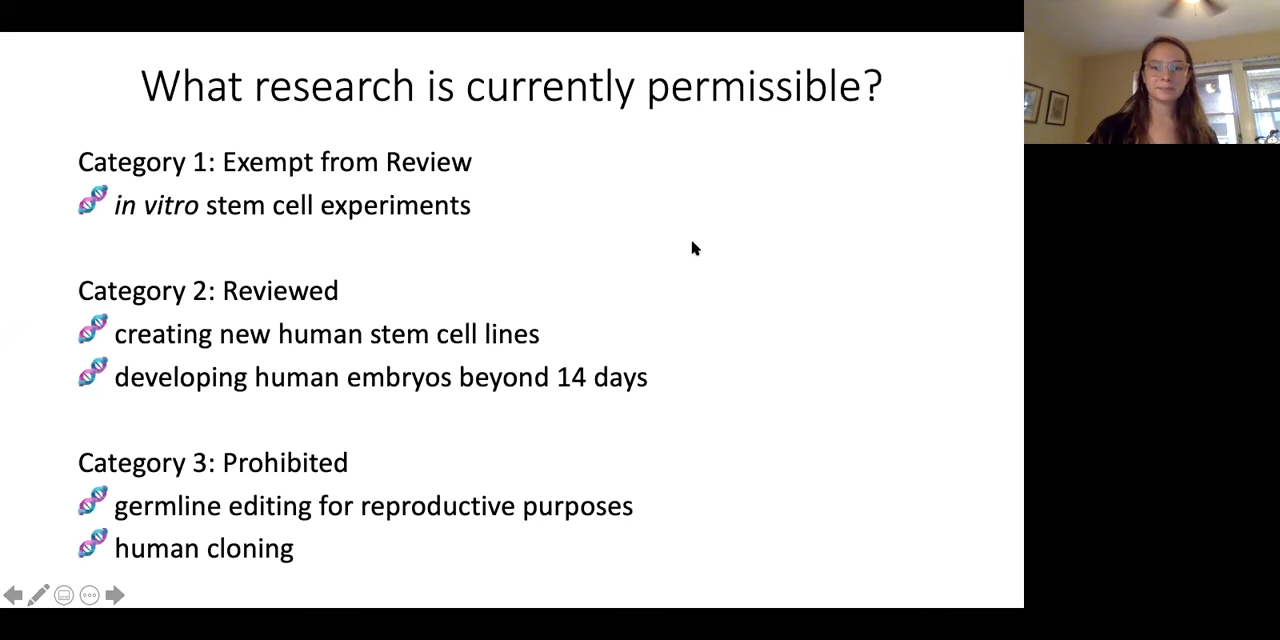 What research is currently permissible?
Category 1: Exempt from Review
in vitro stem cell experiments
Category 2: Reviewed
creating new human stem cell lines
developing human embryos beyond 14 days
Category 3: Prohibited
germline editing for reproductive purposes
human cloning